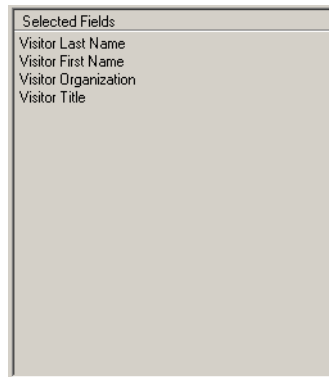 Selected Fields
Visitor Last Name
Visitor First Name
Visitor Organization
Visitor Title